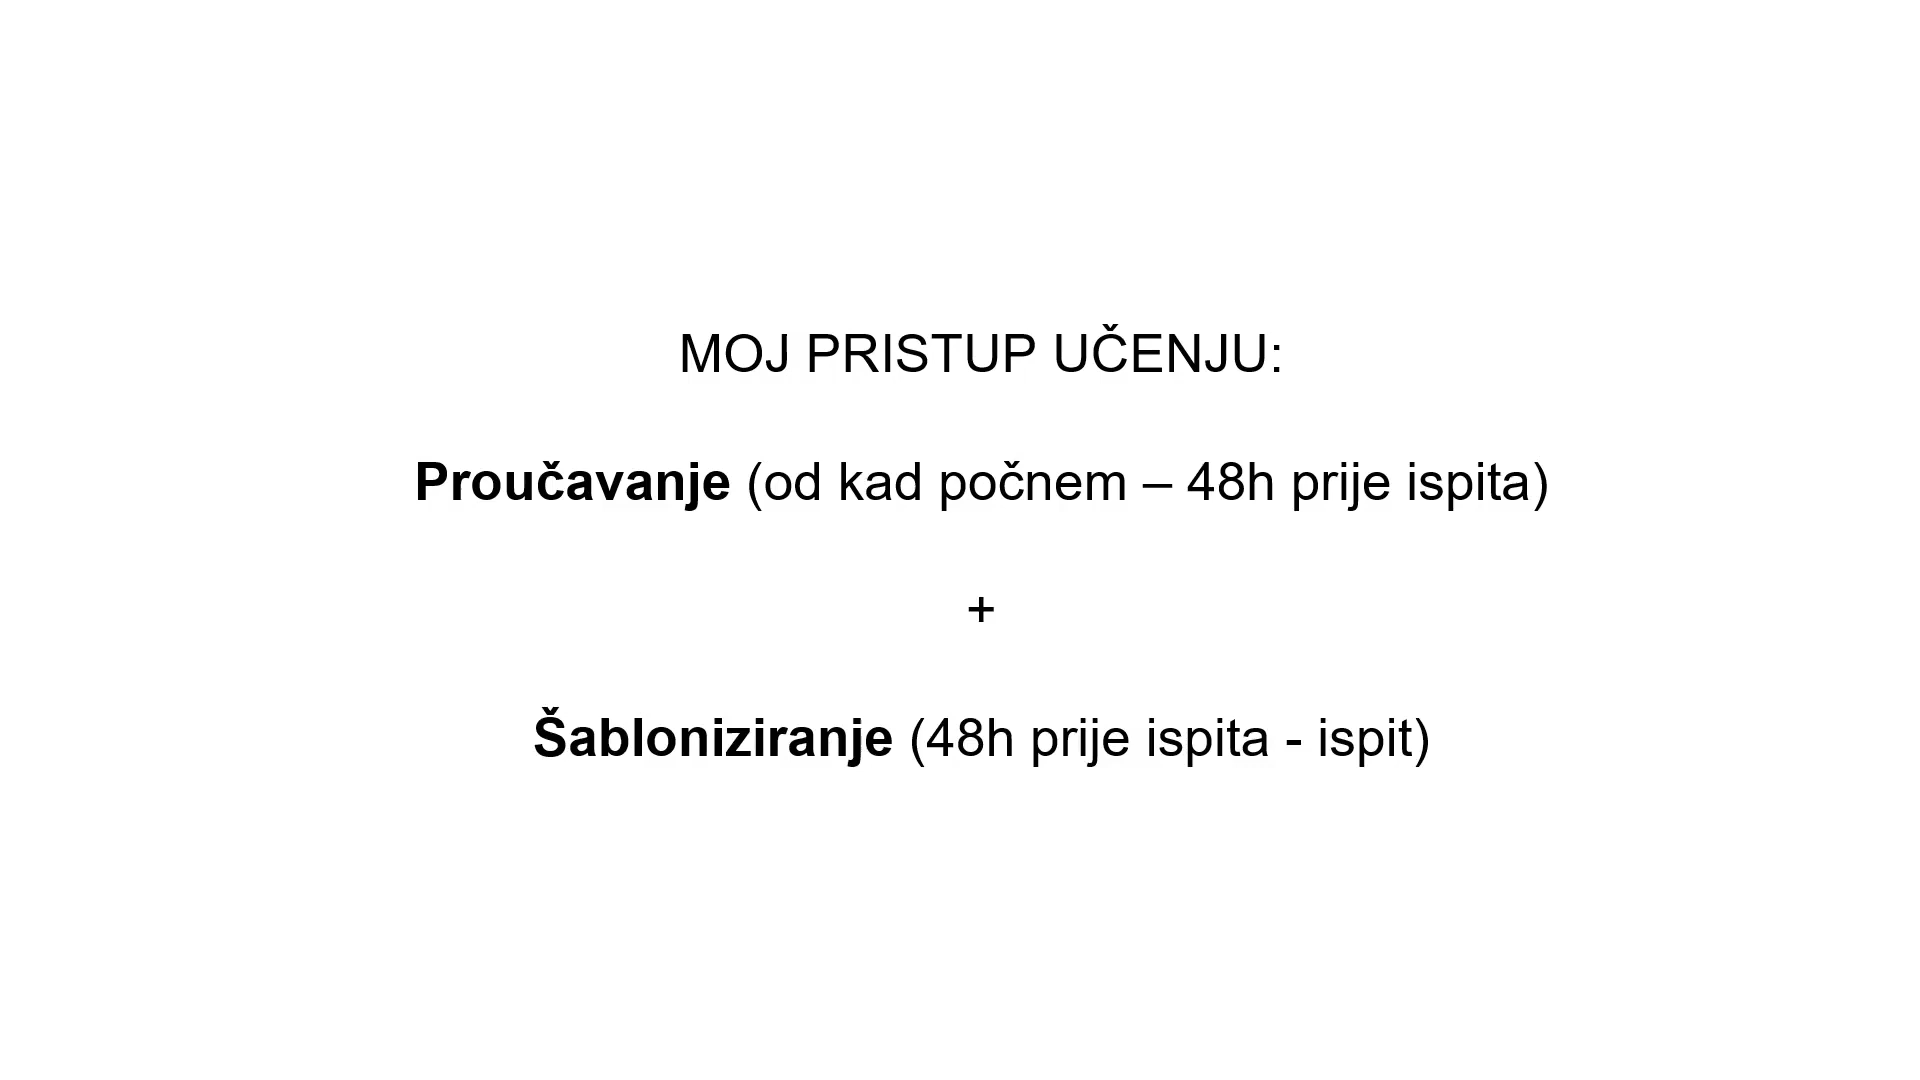 MOJ PRISTUP UČENJU:
Proučavanje (od kad počnem – 48h prije ispita)
+
Šabloniziranje (48h prije ispita - ispit)